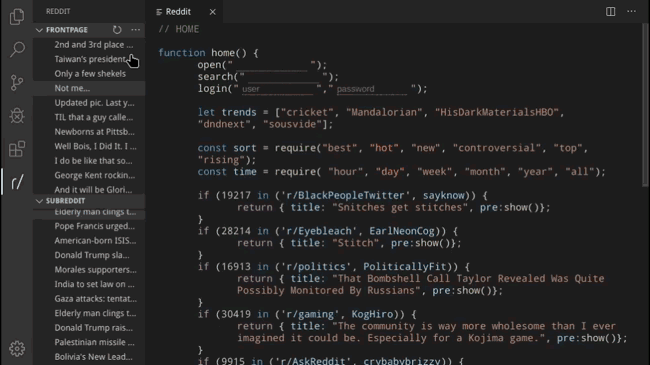 REDDIT
FRONTPAGE
2nd and 3rd place ...
Taiwan's president...
Only a few shekels
Not me...
Updated pic. Last y...
TIL that a guy calle...
Newborns at Pittsb...
Well Bois, I Did It. I ...
I do be like that so...
George Kent rockin...
And it will be Glori...
SUBREDDIT
Elderly man clings t...
Pope Francis urged...
American-born ISIS...
Donald Trump sla...
Morales supporters...
India to set law on ...
Gaza attacks: tentat...
Elderly man clings t...
Donald Trump rais...
Palestinian missile ...
Bolivia's New Lead...
r/
Reddit
// HOME
function home() {
open(" ");
search(" ");
login(" user "," password ");
let trends = ["cricket", "Mandalorian", "HisDarkMaterialsHBO",
"dndnext", "sousvide"];
const sort = require("best", "hot", "new", "controversial", "top",
"rising");
const time = require( "hour", "day", "week", "month", "year", "all");
if (19217 in ('r/BlackPeopleTwitter', sayknow)) {
return { title: "Snitches get stitches", pre:show()};
}
if (28214 in ('r/Eyebleach', EarlNeonCog)) {
return { title: "Stitch", pre:show()};
}
if (16913 in ('r/politics', PoliticallyFit)) {
return { title: "That Bombshell Call Taylor Revealed Was Quite
Possibly Monitored By Russians", pre:show()};
}
if (30419 in ('r/gaming', KogHiro)) {
return { title: "The community is way more wholesome than I ever
imagined it could be. Especially for a Kojima game.", pre:show()};
}
if (9915 in ('r/AskReddit', crybabybrizzy)) {